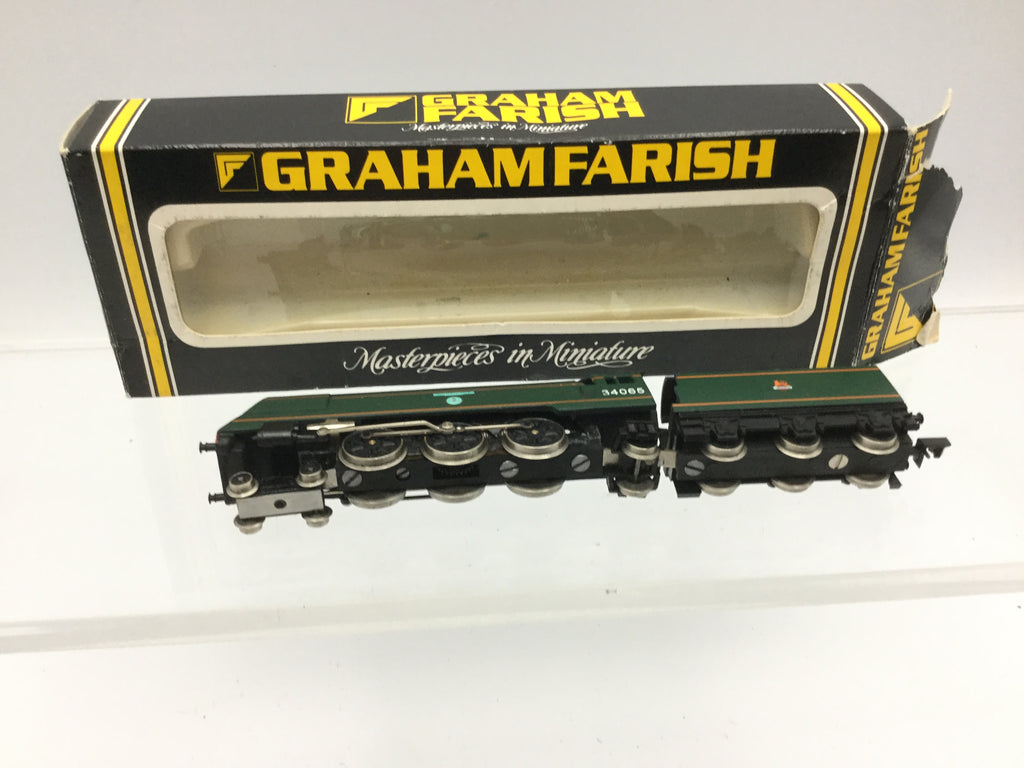 GRAHAM
FARISH
Masterpieces in Miniature
GRAHAM FARISH
Masterpieces in Miniature
GRAHAM FARISH
34065